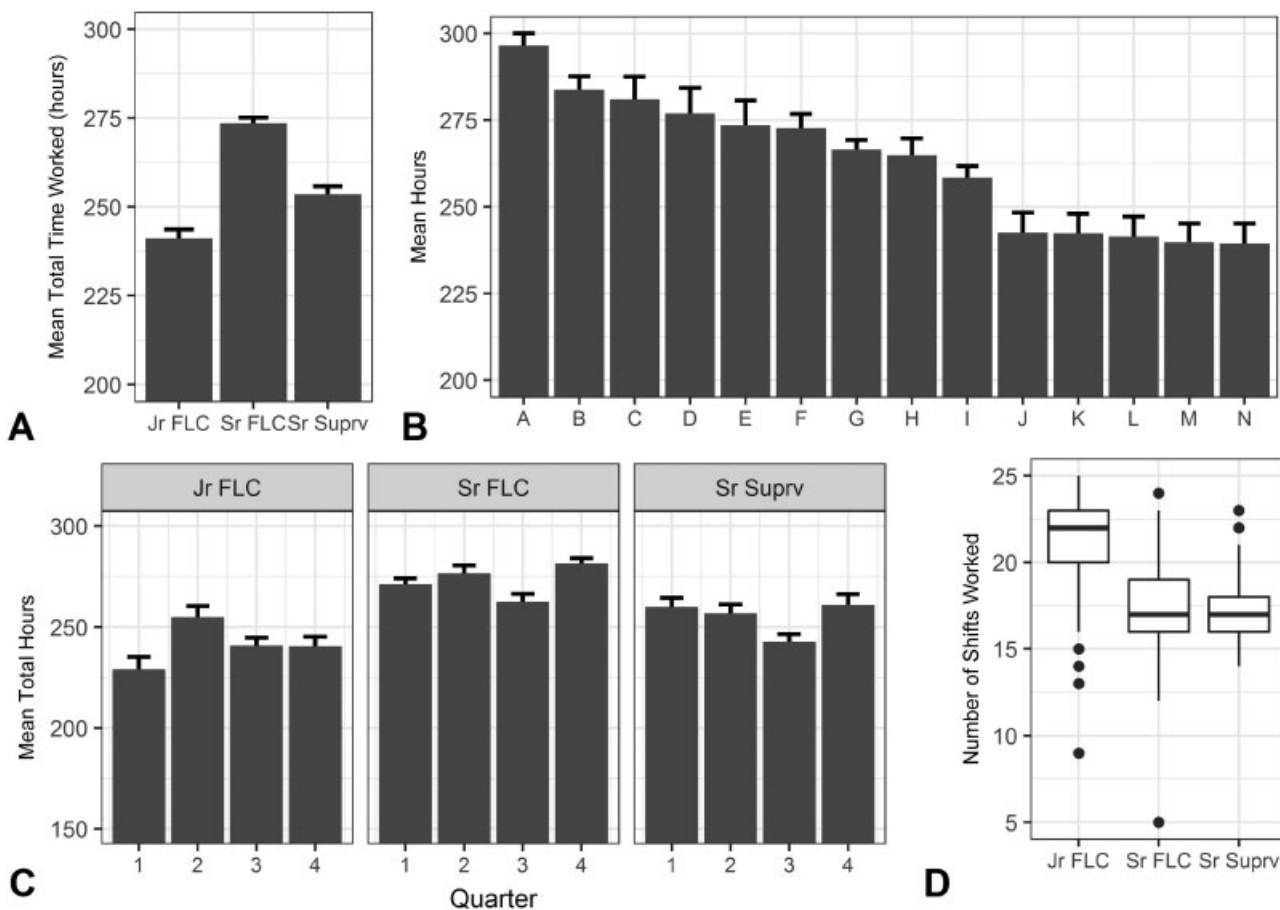 300
275
250
225
200
Mean Total Time Worked (hours)
Jr FLC Sr FLC Sr Suprv
A
300
275
250
225
200
Mean Hours
A B C D E F G H I J K L M N
B
Jr FLC Sr FLC Sr Suprv
300
250
200
150
Mean Total Hours
1 2 3 4 1 2 3 4 1 2 3 4
Quarter
C
25
20
15
10
5
Number of Shifts Worked
Jr FLC Sr FLC Sr Suprv
D